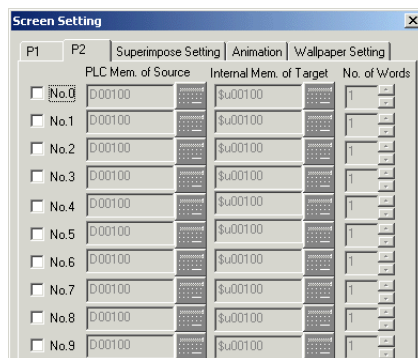 Screen Setting
P1 P2 Superimpose Setting Animation Wallpaper Setting
PLC Mem. of Source Internal Mem. of Target No. of Words
No.0 D00100 $u00100 1
No.1 D00100 $u00100 1
No.2 D00100 $u00100 1
No.3 D00100 $u00100 1
No.4 D00100 $u00100 1
No.5 D00100 $u00100 1
No.6 D00100 $u00100 1
No.7 D00100 $u00100 1
No.8 D00100 $u00100 1
No.9 D00100 $u00100 1